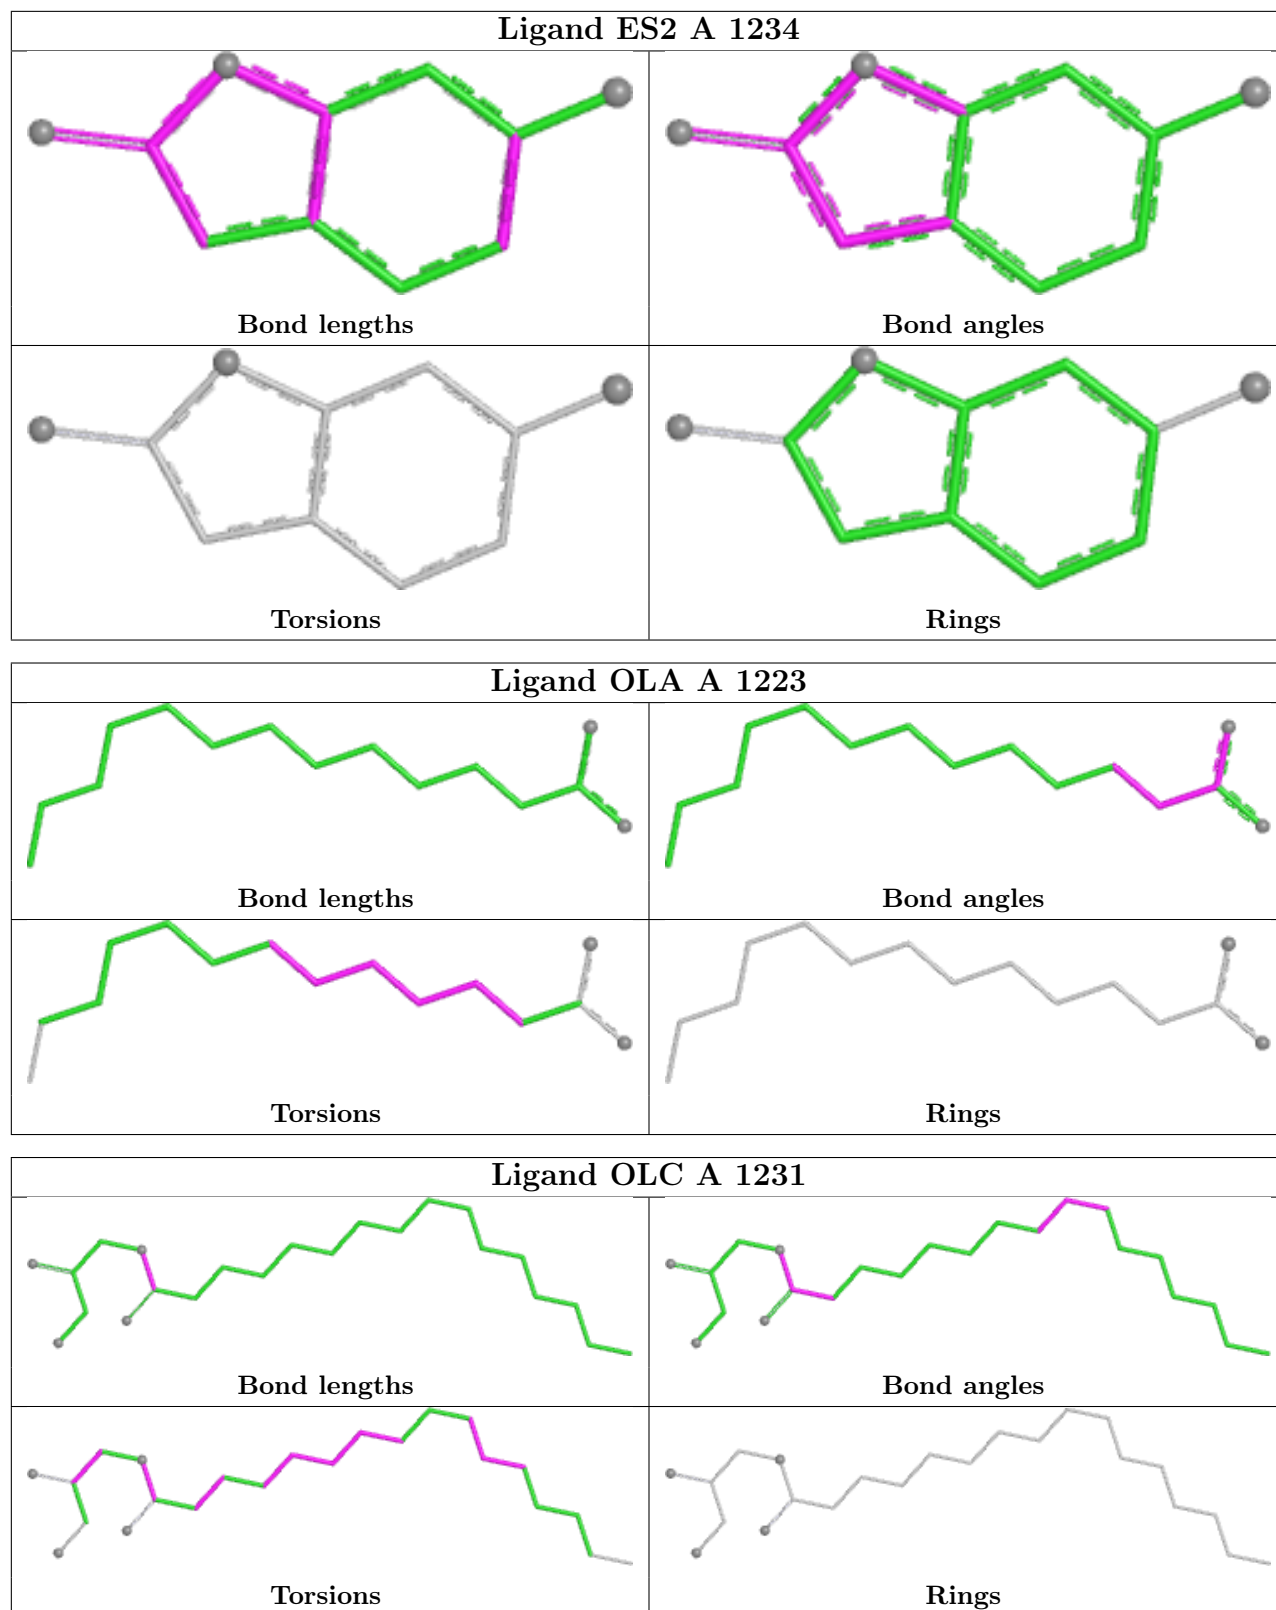 Ligand ES2 A 1234
Bond lengths
Bond angles
Torsions
Rings
Ligand OLA A 1223
Bond lengths
Bond angles
Torsions
Rings
Ligand OLC A 1231
Bond lengths
Bond angles
Torsions
Rings